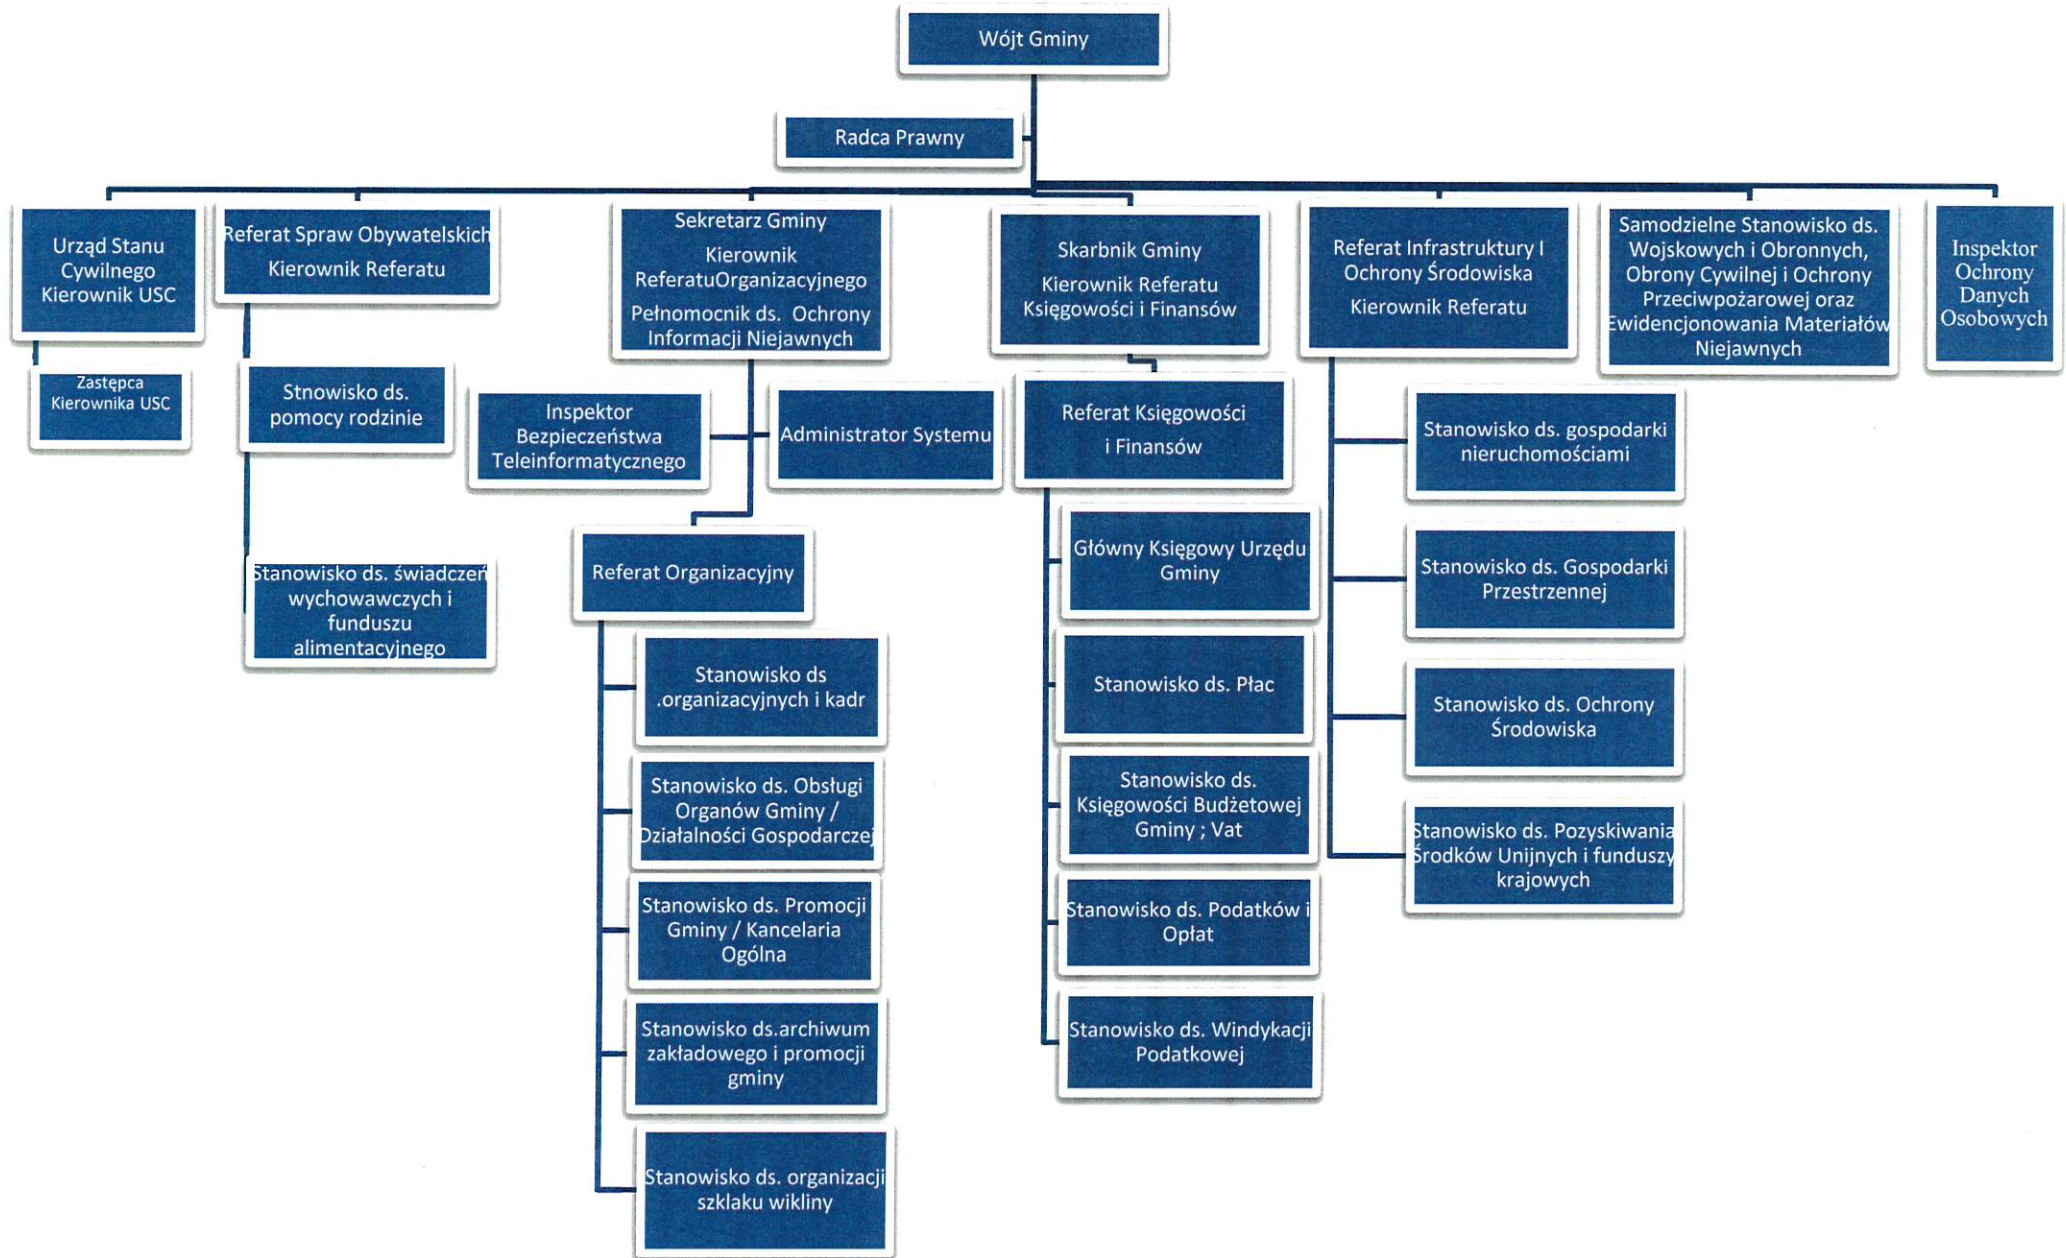 Wójt Gminy
Radca Prawny
Urząd Stanu
Cywilnego
Kierownik USC
Zastępca
Kierownika USC
Referat Spraw Obywatelskich
Kierownik Referatu
Stnowisko ds.
pomocy rodzinie
Stanowisko ds. świadczeń
wychowawczych i
funduszu
alimentacyjnego
Sekretarz Gminy
Kierownik
ReferatuOrganizacyjnego
Pełnomocnik ds. Ochrony
Informacji Niejawnych
Inspektor
Bezpieczeństwa
Teleinformatycznego
Administrator Systemu
Referat Organizacyjny
Stanowisko ds
.organizacyjnych i kadr
Stanowisko ds. Obsługi
Organów Gminy /
Działalności Gospodarczej
Stanowisko ds. Promocji
Gminy / Kancelaria
Ogólna
Stanowisko ds.archiwum
zakładowego i promocji
gminy
Stanowisko ds. organizacji
szklaku wikliny
Skarbnik Gminy
Kierownik Referatu
Księgowości i Finansów
Referat Księgowości
i Finansów
Główny Księgowy Urzędu
Gminy
Stanowisko ds. Płac
Stanowisko ds.
Księgowości Budżetowej
Gminy ; Vat
Stanowisko ds. Podatków i
Opłat
Stanowisko ds. Windykacji
Podatkowej
Referat Infrastruktury I
Ochrony Środowiska
Kierownik Referatu
Stanowisko ds. gospodarki
nieruchomościami
Stanowisko ds. Gospodarki
Przestrzennej
Stanowisko ds. Ochrony
Środowiska
Stanowisko ds. Pozyskiwania
Środków Unijnych i funduszy
krajowych
Samodzielne Stanowisko ds.
Wojskowych i Obronnych,
Obrony Cywilnej i Ochrony
Przeciwpożarowej oraz
Ewidencjonowania Materiałów
Niejawnych
Inspektor
Ochrony
Danych
Osobowych